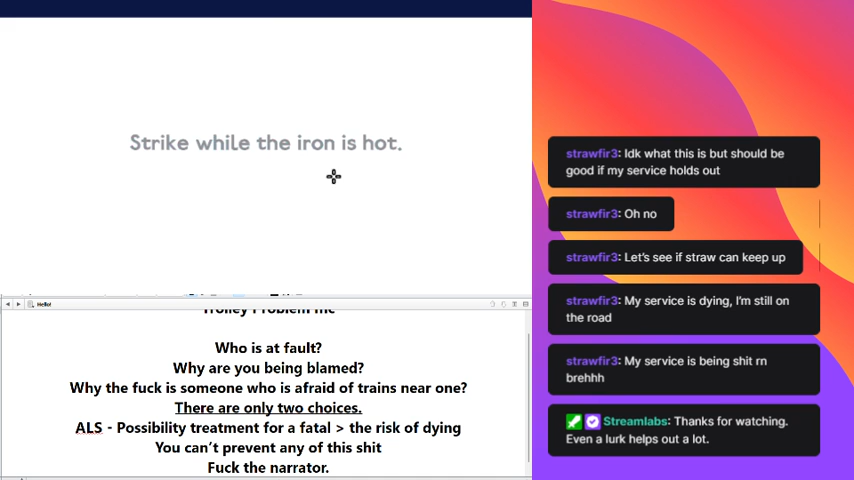 Strike while the iron is hot.
Hello!
Trolley Problem Inc
Who is at fault?
Why are you being blamed?
Why the fuck is someone who is afraid of trains near one?
There are only two choices.
ALS - Possibility treatment for a fatal > the risk of dying
You can't prevent any of this shit
Fuck the narrator.
strawfir3: Idk what this is but should be
good if my service holds out
strawfir3: Oh no
strawfir3: Let's see if straw can keep up
strawfir3: My service is dying, I'm still on
the road
strawfir3: My service is being shit rn
brehhh
Streamlabs: Thanks for watching.
Even a lurk helps out a lot.